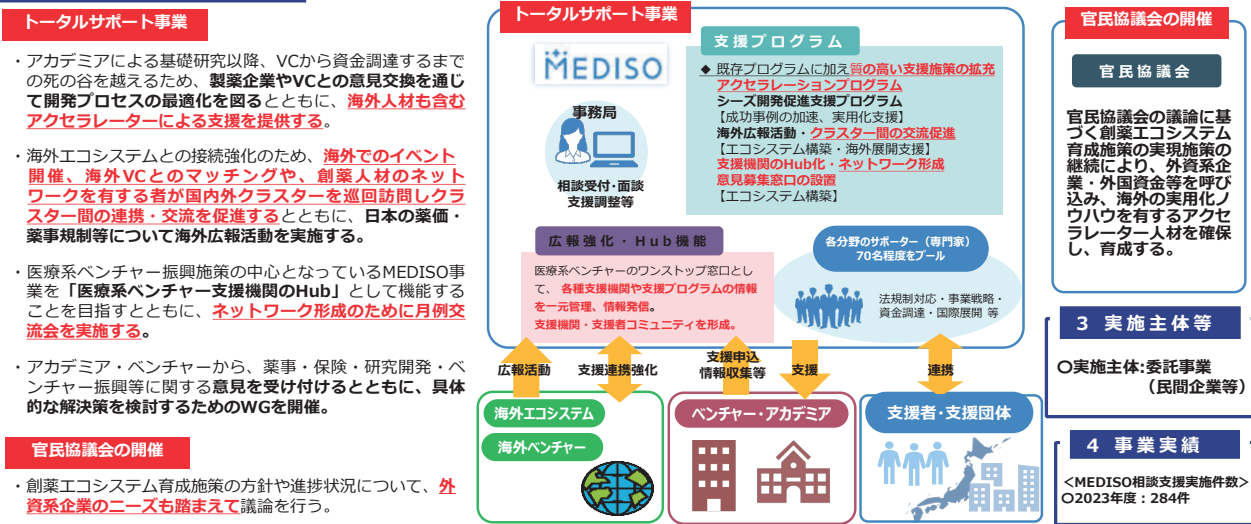 トータルサポート事業
・アカデミアによる基礎研究以降、VCから資金調達するまで
の死の谷を越えるため、製薬企業やVCとの意見交換を通じ
て開発プロセスの最適化を図るとともに、海外人材も含む
アクセラレーターによる支援を提供する。
・海外エコシステムとの接続強化のため、海外でのイベント
開催、海外VCとのマッチングや、創薬人材のネット
ワークを有する者が国内外クラスターを巡回訪問しクラ
スター間の連携・交流を促進するとともに、日本の薬価・
薬事規制等について海外広報活動を実施する。
・医療系ベンチャー振興施策の中心となっているMEDISO事
業を「医療系ベンチャー支援機関のHub」として機能する
ことを目指すとともに、ネットワーク形成のために月例交
流会を実施する。
・アカデミア・ベンチャーから、薬事・保険・研究開発・ベ
ンチャー振興等に関する意見を受け付けるとともに、具体
的な解決策を検討するためのWGを開催。
官民協議会の開催
・創薬エコシステム育成施策の方針や進捗状況について、外
資系企業のニーズも踏まえて議論を行う。
トータルサポート事業
MEDISO
事務局
相談受付・面談
支援調整等
支援プログラム
◆ 既存プログラムに加え質の高い支援施策の拡充
アクセラレーションプログラム
シーズ開発促進支援プログラム
【成功事例の加速、実用化支援】
海外広報活動・クラスター間の交流促進
【エコシステム構築・海外展開支援】
支援機関のHub化・ネットワーク形成
意見募集窓口の設置
【エコシステム構築】
広報強化・Hub機能
医療系ベンチャーのワンストップ窓口とし
て、各種支援機関や支援プログラムの情報
を一元管理、情報発信。
支援機関・支援者コミュニティを形成。
各分野のサポーター（専門家）
70名程度をプール
法規制対応・事業戦略・
資金調達・国際展開 等
広報活動
支援連携強化
支援申込
情報収集等
支援
連携
海外エコシステム
海外ベンチャー
ベンチャー・アカデミア
支援者・支援団体
官民協議会の開催
官民協議会
官民協議会の議論に基
づく創薬エコシステム
育成施策の実現施策の
継続により、外資系企
業・外国資金等を呼び
込み、海外の実用化ノ
ウハウを有するアクセ
ラレーター人材を確保
し、育成する。
3 実施主体等
○実施主体:委託事業
（民間企業等）
4 事業実績
＜MEDISO相談支援実施件数＞
○2023年度：284件